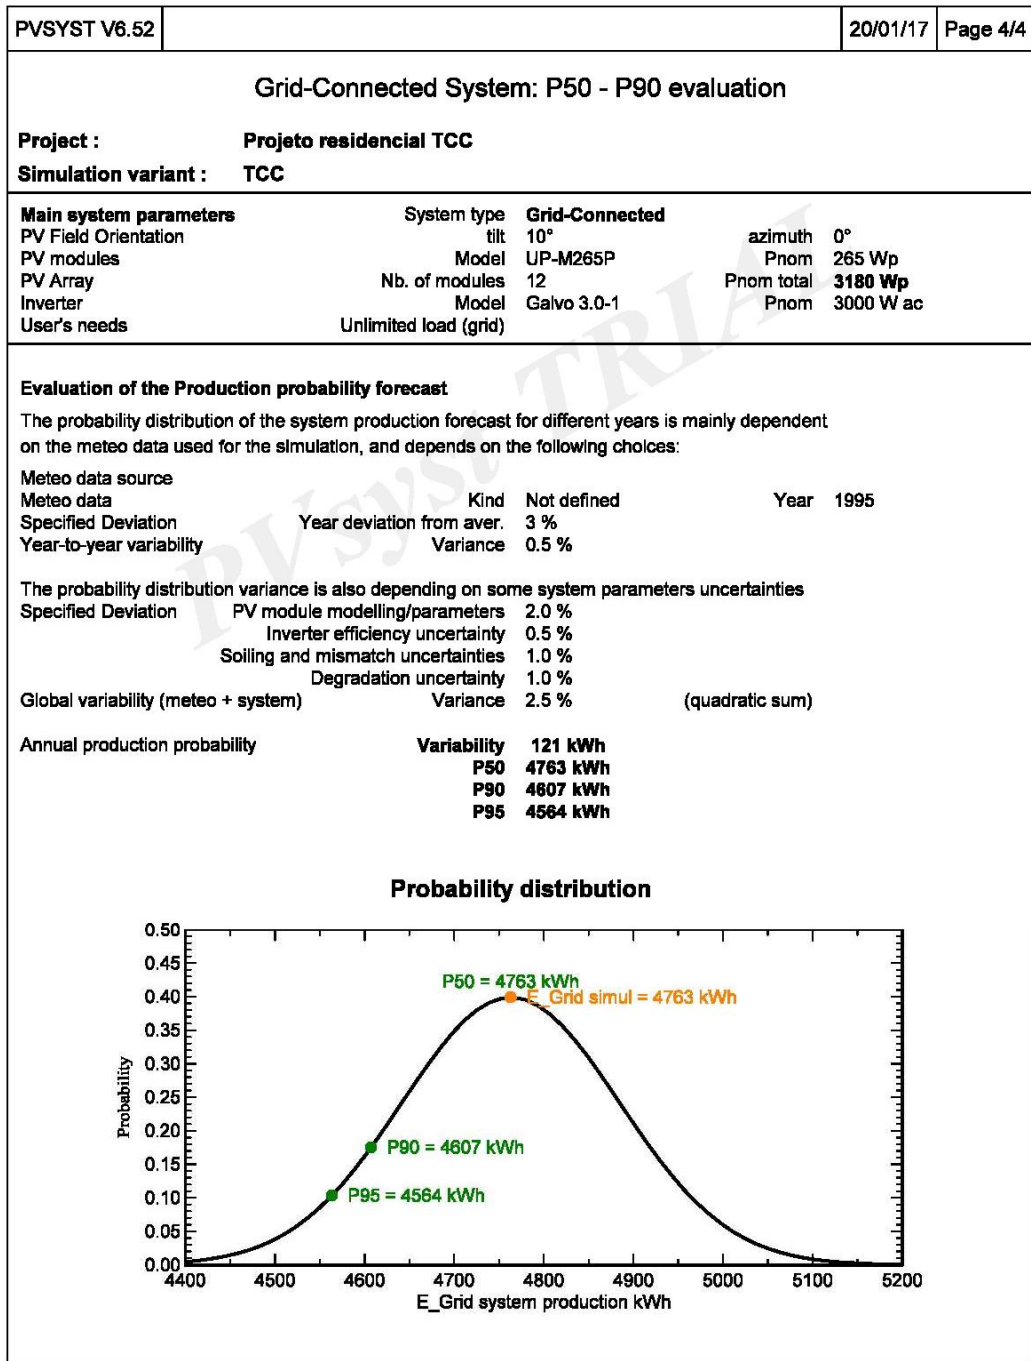 PVSYST V6.52 20/01/17 Page 4/4
Grid-Connected System: P50 - P90 evaluation
Project : Projeto residencial TCC
Simulation variant : TCC
Main system parameters System type Grid-Connected
PV Field Orientation tilt 10° azimuth 0°
PV modules Model UP-M265P Pnom 265 Wp
PV Array Nb. of modules 12 Pnom total 3180 Wp
Inverter Model Galvo 3.0-1 Pnom 3000 W ac
User's needs Unlimited load (grid)
PVsyst TRIAL
Evaluation of the Production probability forecast
The probability distribution of the system production forecast for different years is mainly dependent
on the meteo data used for the simulation, and depends on the following choices:
Meteo data source
Meteo data Kind Not defined Year 1995
Specified Deviation Year deviation from aver. 3 %
Year-to-year variability Variance 0.5 %
The probability distribution variance is also depending on some system parameters uncertainties
Specified Deviation PV module modelling/parameters 2.0 %
Inverter efficiency uncertainty 0.5 %
Soiling and mismatch uncertainties 1.0 %
Degradation uncertainty 1.0 %
Global variability (meteo + system) Variance 2.5 % (quadratic sum)
Annual production probability Variability 121 kWh
P50 4763 kWh
P90 4607 kWh
P95 4564 kWh
Probability distribution
0.50
0.45
P50 = 4763 kWh
0.40
E_Grid simul = 4763 kWh
0.35
0.30
0.25
Probability
0.20
P90 = 4607 kWh
0.15
0.10
P95 = 4564 kWh
0.05
0.00
4400 4500 4600 4700 4800 4900 5000 5100 5200
E_Grid system production kWh